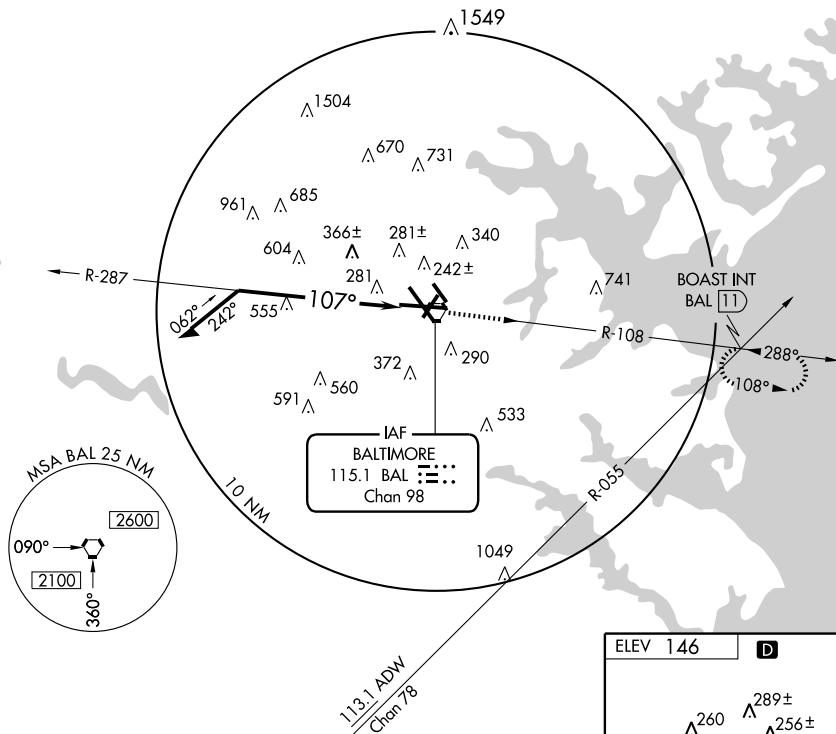 1549
1504
670
731
961
685
366±
281±
340
604
242±
281
741
BOAST INT
BAL 11
R-287
107°
555
062°
242°
R-108
288°
108°
290
372
560
591
533
IAF
BALTIMORE
115.1 BAL
Chan 98
R-055
MSA BAL 25 NM
10 NM
2600
090°
2100
360°
1049
113.1 ADW
Chan 78
ELEV 146
D
289±
260
256±